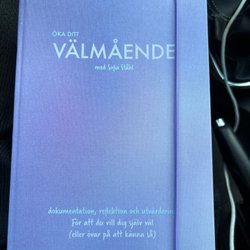 ÖKA DITT
VÄLMÅENDE
med Sofia Ståhl
dokumentation, reflektion och utvärdering
För att du vill dig själv väl
(eller övar på att känna så)